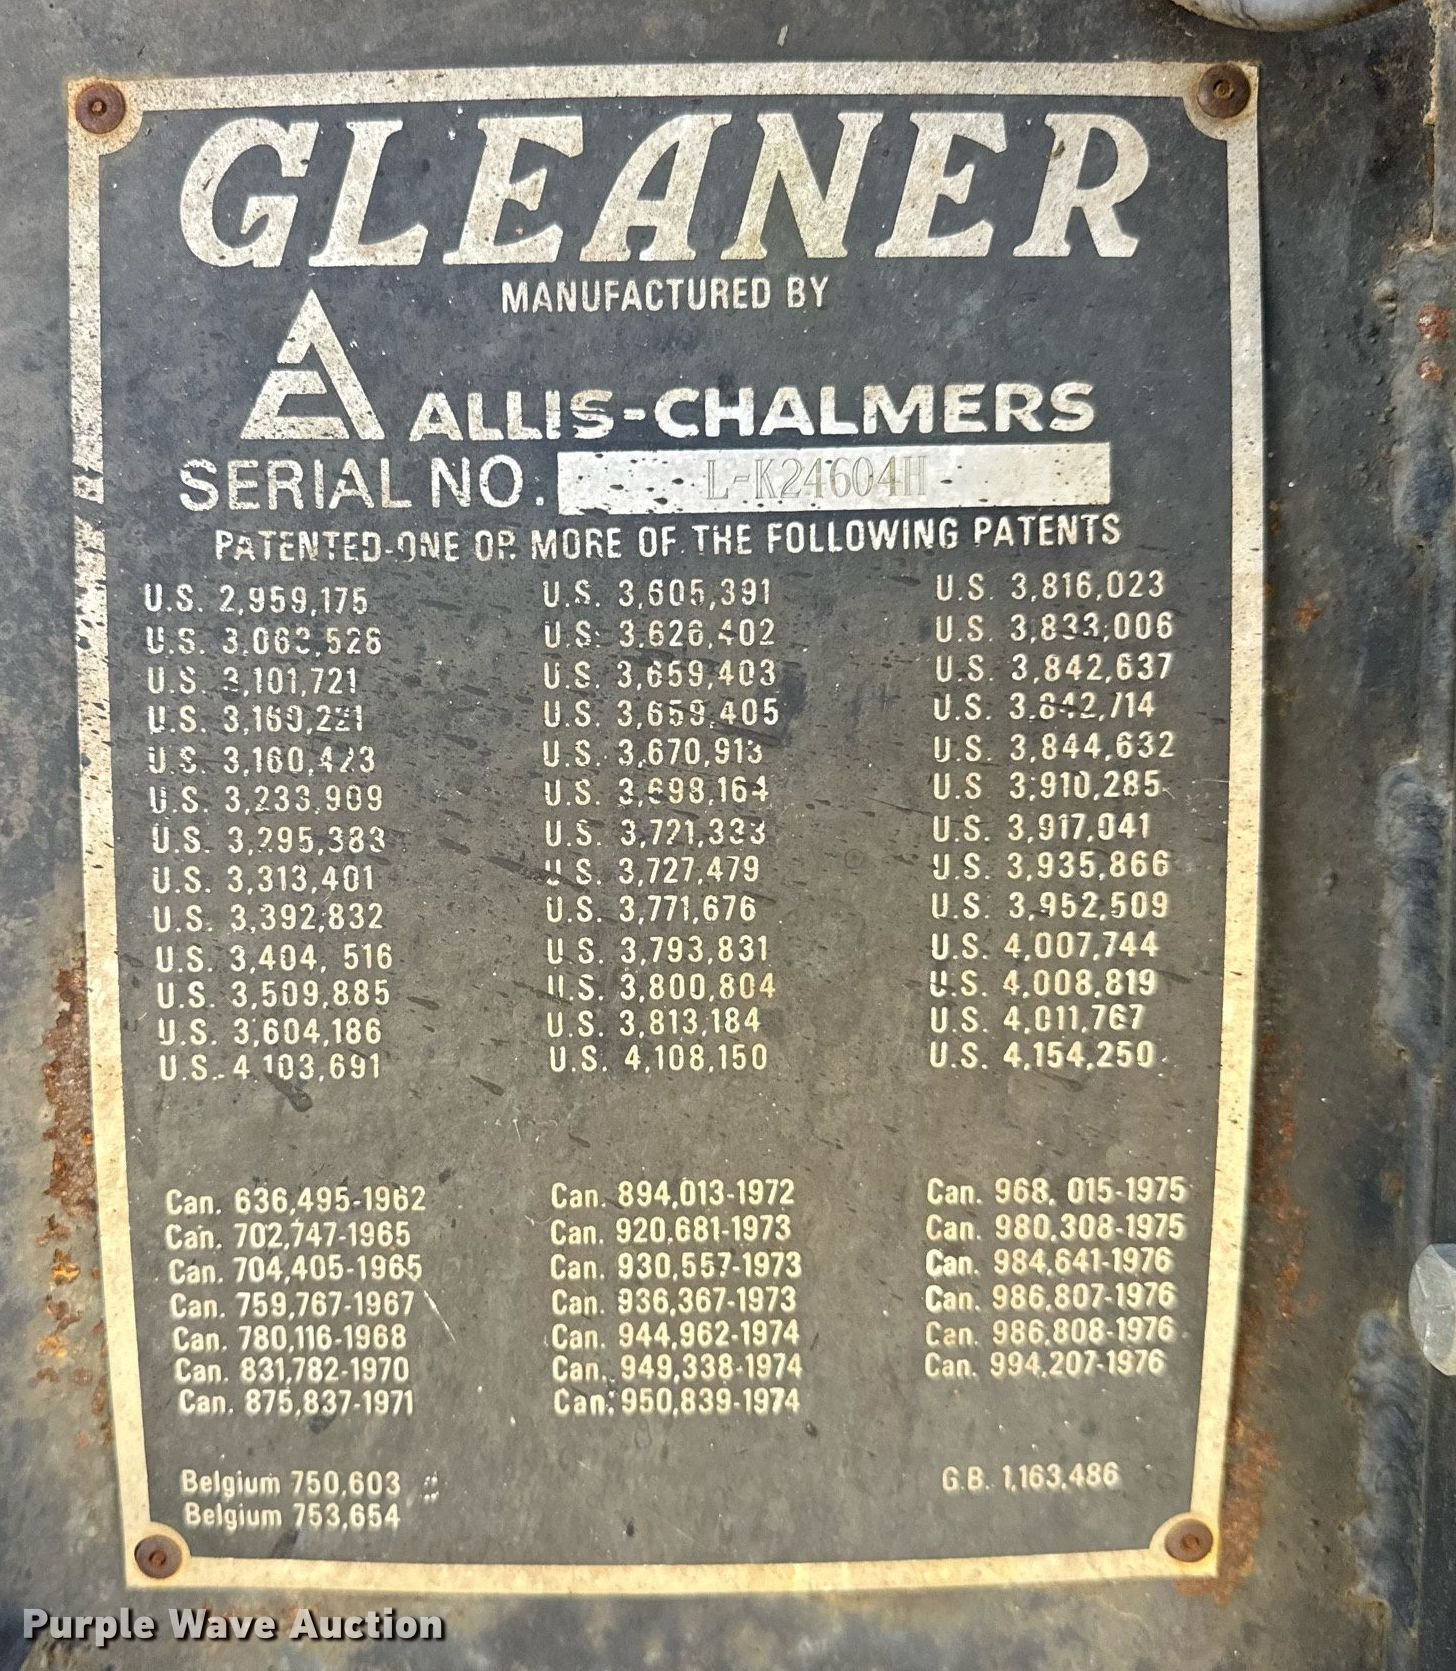 GLEANER
MANUFACTURED BY
ALLIS-CHALMERS
SERIAL NO. L-K24604H
PATENTED-ONE OR MORE OF THE FOLLOWING PATENTS
U.S. 2,959,175 U.S. 3,605,391 U.S. 3,816,023
U.S. U.S. 3,626,402 U.S. 3,833,006
U.S. 3,101,721 U.S. 3,659,403 U.S. 3,842,637
U.S. U.S. 3,659,405 U.S. 3,842,714
U.S. 3,160,423 U.S. 3,670,913 U.S. 3,844,632
U.S. 3,233,909 U.S. 3,698,164 U.S 3,910,285
U.S. 3,295,383 U.S. 3,721,333 U.S. 3,917,041
U.S. 3,313,401 U.S. 3,727,479 U.S. 3,935,866
U.S. 3,392,832 U.S. 3,771,676 U.S. 3,952,509
U.S. 3,404, 516 U.S. 3,793,831 U.S. 4,007,744
U.S. 3,509,885 U.S. 3,800,804 U.S. 4,008,819
U.S. 3,604,186 U.S. 3,813,184 U.S. 4,011,767
U.S. 4,103,691 U.S. 4,108,150 U.S. 4,154,250
Can. 636,495-1962 Can. 894,013-1972 Can. 968, 015-1975
Can. 702,747-1965 Can. 920,681-1973 Can. 980,308-1975
Can. 704,405-1965 Can. 930,557-1973 Can. 984,641-1976
Can. 759,767-1967 Can. 936,367-1973 Can. 986,807-1976
Can. 780,116-1968 Can. 944,962-1974 Can. 986,808-1976
Can. 831,782-1970 Can. 949,338-1974 Can. 994,207-1976
Can. 875,837-1971 Can. 950,839-1974
Belgium 750,603 G.B. 1,163,486
Belgium 753,654
Purple Wave Auction